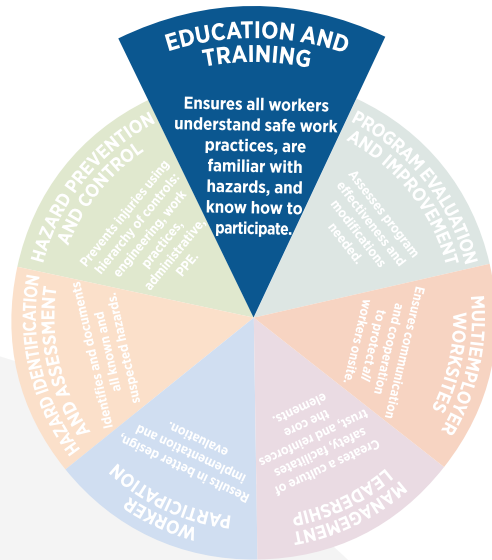 EDUCATION AND
TRAINING
Ensures all workers
understand safe work
practices, are
familiar with
hazards, and
know how to
participate.
PROGRAM EVALUATION
AND IMPROVEMENT
Assesses program
effectiveness and
modifications
needed.
MULTIEMPLOYER
WORKSITES
Ensures communication
and cooperation
to protect all
workers onsite.
MANAGEMENT
LEADERSHIP
Creates a culture of
safety, facilitates
trust, and reinforces
the core
elements.
WORKER
PARTICIPATION
Results in better design,
implementation and
evaluation.
HAZARD IDENTIFICATION
AND ASSESSMENT
Identifies and documents
all known and
suspected hazards.
HAZARD PREVENTION
AND CONTROL
Prevents injuries using
hierarchy of controls:
engineering, work
practices,
administrative,
PPE.